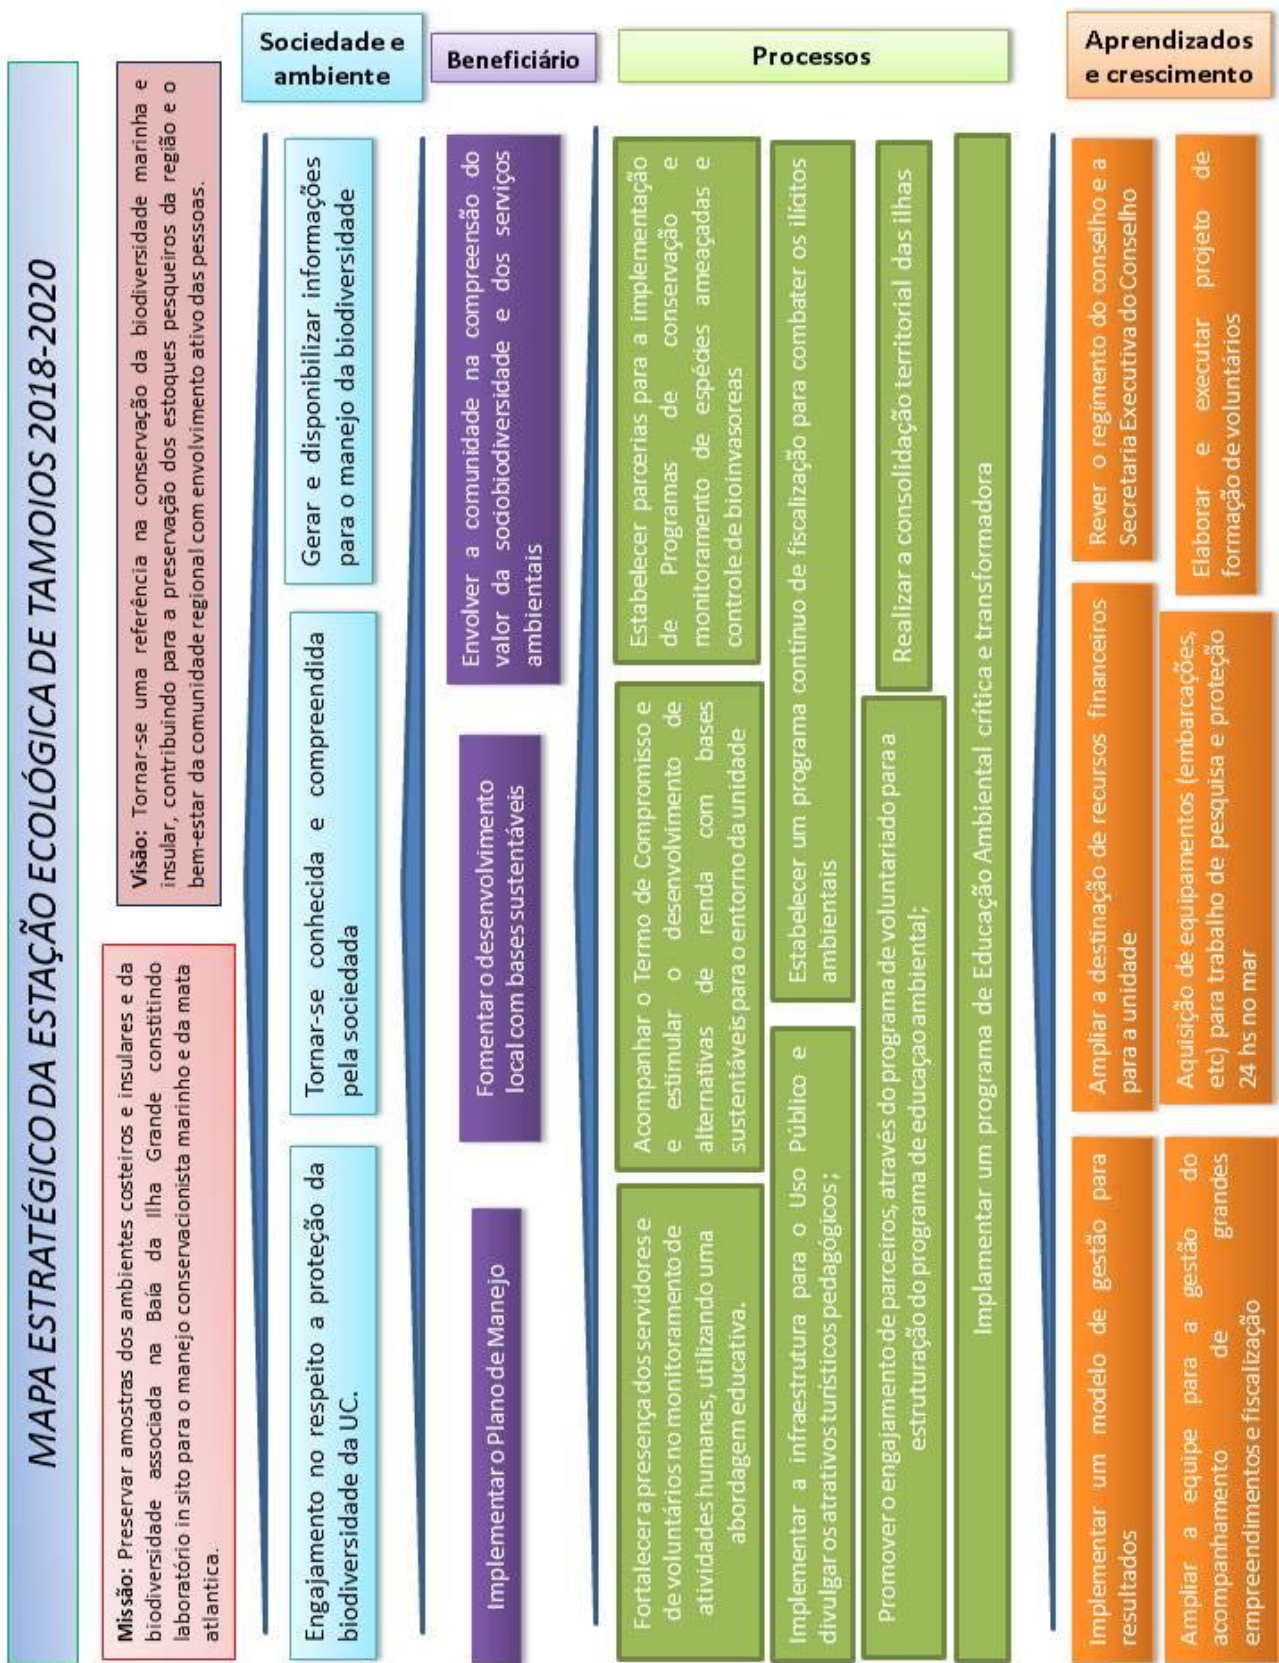 MAPA ESTRATÉGICO DA ESTAÇÃO ECOLÓGICA DE TAMOIOS 2018-2020
Missão: Preservar amostras dos ambientes costeiros e insulares e da
biodiversidade associada na Baía da Ilha Grande constitindo
laboratório in sito para o manejo conservacionista marinho e da mata
atlantica.
Visão: Tornar-se uma referência na conservação da biodiversidade marinha e
insular, contribuindo para a preservação dos estoques pesqueiros da região e o
bem-estar da comunidade regional com envolvimento ativo das pessoas.
Sociedade e
ambiente
Engajamento no respeito a proteção da
biodiversidade da UC.
Tornar-se conhecida e compreendida
pela sociedada
Gerar e disponibilizar informações
para o manejo da biodiversidade
Beneficiário
Implementar o Plano de Manejo
Fomentar o desenvolvimento
local com bases sustentáveis
Envolver a comunidade na compreensão do
valor da sociobiodiversidade e dos serviços
ambientais
Processos
Fortalecer a presença dos servidores e
de voluntários no monitoramento de
atividades humanas, utilizando uma
abordagem educativa.
Acompanhar o Termo de Compromisso e
e estimular o desenvolvimento de
alternativas de renda com bases
sustentáveis para o entorno da unidade
Estabelecer parcerias para a implementação
de Programas de conservação e
monitoramento de espécies ameaçadas e
controle de bioinvasoreas
Implementar a infraestrutura para o Uso Público e
divulgar os atrativos turísticos pedagógicos;
Estabelecer um programa contínuo de fiscalização para combater os ilícitos
ambientais
Promover o engajamento de parceiros, através do programa de voluntariado para a
estruturação do programa de educaçao ambiental;
Realizar a consolidação territorial das ilhas
Implamentar um programa de Educação Ambiental crítica e transformadora
Aprendizados
e crescimento
Implementar um modelo de gestão para
resultados
Ampliar a destinação de recursos financeiros
para a unidade
Rever o regimento do conselho e a
Secretaria Executiva do Conselho
Ampliar a equipe para a gestão do
acompanhamento de grandes
empreendimentos e fiscalização
Aquisição de equipamentos (embarcações,
etc) para trabalho de pesquisa e proteção
24 hs no mar
Elaborar e executar projeto de
formação de voluntários